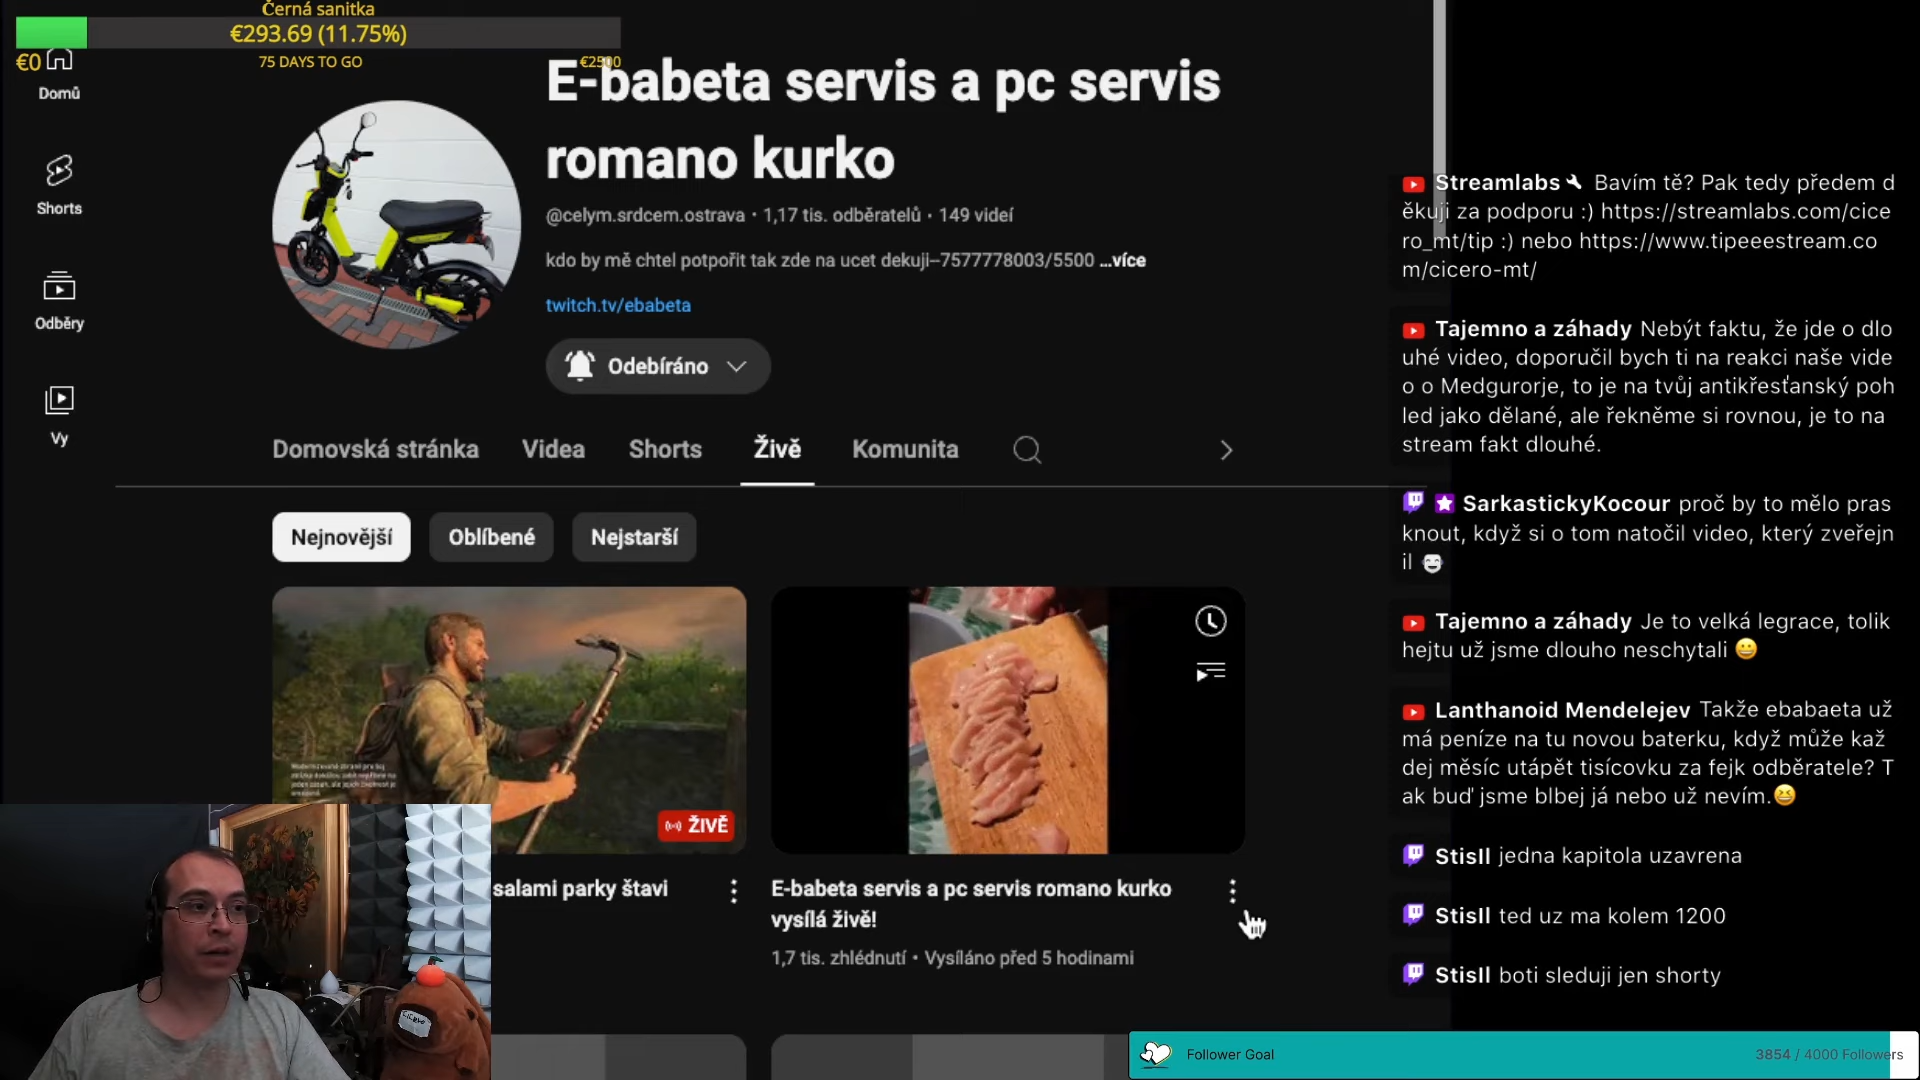 Černá sanitka
€293.69 (11.75%)
€0
75 DAYS TO GO
€2500
Domů
Shorts
Odběry
Vy
E-babeta servis a pc servis
romano kurko
@celym.srdcem.ostrava • 1,17 tis. odběratelů • 149 videí
kdo by mě chtel potpořit tak zde na ucet dekuji--7577778003/5500 ...více
twitch.tv/ebabeta
Odebíráno
Domovská stránka Videa Shorts Živě Komunita
Nejnovější Oblíbené Nejstarší
ŽIVĚ
salami parky štavi
E-babeta servis a pc servis romano kurko
vysílá živě!
1,7 tis. zhlédnutí • Vysíláno před 5 hodinami
Streamlabs Bavím tě? Pak tedy předem d
ěkuji za podporu :) https://streamlabs.com/cice
ro_mt/tip :) nebo https://www.tipeeestream.co
m/cicero-mt/
Tajemno a záhady Nebýt faktu, že jde o dlo
uhé video, doporučil bych ti na reakci naše vide
o o Medgurorje, to je na tvůj antikřesťanský poh
led jako dělané, ale řekněme si rovnou, je to na
stream fakt dlouhé.
SarkastickyKocour proč by to mělo pras
knout, když si o tom natočil video, který zveřejn
il
Tajemno a záhady Je to velká legrace, tolik
hejtu už jsme dlouho neschytali 😀
Lanthanoid Mendelejev Takže ebabaeta už
má peníze na tu novou baterku, když může kaž
dej měsíc utápět tisícovku za fejk odběratele? T
ak buď jsme blbej já nebo už nevím.😆
StisII jedna kapitola uzavrena
StisII ted uz ma kolem 1200
StisII boti sleduji jen shorty
Follower Goal
3854 / 4000 Followers